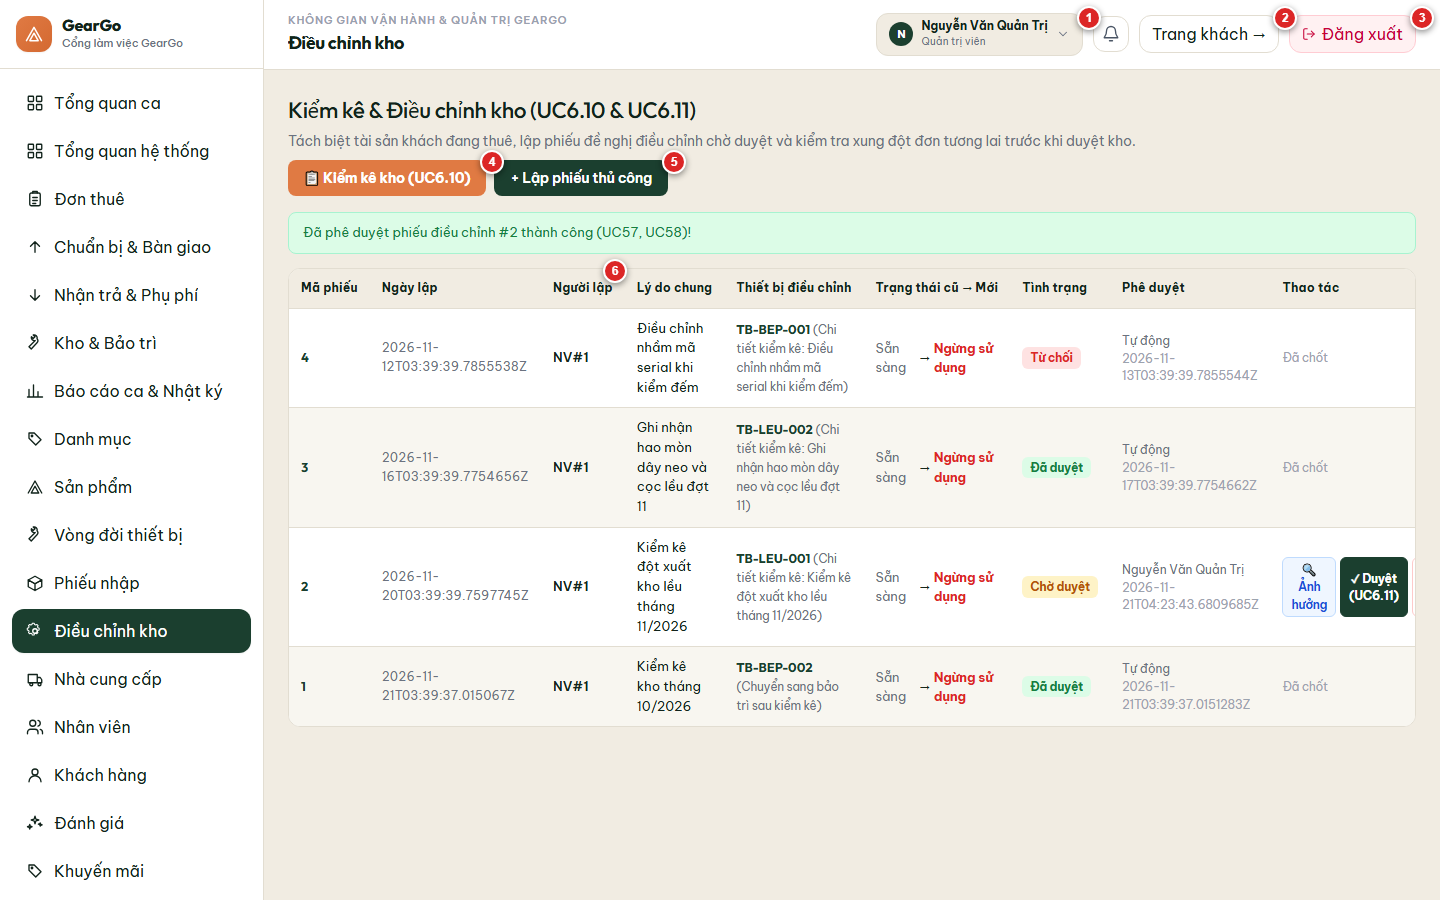 GearGo
Cổng làm việc GearGo
Tổng quan ca
Tổng quan hệ thống
Đơn thuê
Chuẩn bị & Bàn giao
Nhận trả & Phụ phí
Kho & Bảo trì
Báo cáo ca & Nhật ký
Danh mục
Sản phẩm
Vòng đời thiết bị
Phiếu nhập
Điều chỉnh kho
Nhà cung cấp
Nhân viên
Khách hàng
Đánh giá
Khuyến mãi
KHÔNG GIAN VẬN HÀNH & QUẢN TRỊ GEARGO
Điều chỉnh kho
N
Nguyễn Văn Quản Trị
Quản trị viên
1
Trang khách →
2
Đăng xuất
3
Kiểm kê & Điều chỉnh kho (UC6.10 & UC6.11)
Tách biệt tài sản khách đang thuê, lập phiếu đề nghị điều chỉnh chờ duyệt và kiểm tra xung đột đơn tương lai trước khi duyệt kho.
📋 Kiểm kê kho (UC6.10)
4
+ Lập phiếu thủ công
5
Đã phê duyệt phiếu điều chỉnh #2 thành công (UC57, UC58)!
6
Mã phiếu Ngày lập Người lập Lý do chung Thiết bị điều chỉnh Trạng thái cũ → Mới Tình trạng Phê duyệt Thao tác
4
2026-11-
12T03:39:39.7855538Z
NV#1
Điều chỉnh
nhầm mã
serial khi
kiểm đếm
TB-BEP-001 (Chi
tiết kiểm kê: Điều
chỉnh nhầm mã
serial khi kiểm đếm)
Sẵn
sàng
→
Ngừng sử
dụng
Từ chối
Tự động
2026-11-
13T03:39:39.7855544Z
Đã chốt
3
2026-11-
16T03:39:39.7754656Z
NV#1
Ghi nhận
hao mòn
dây neo và
cọc lều đợt
11
TB-LEU-002 (Chi
tiết kiểm kê: Ghi
nhận hao mòn dây
neo và cọc lều đợt
11)
Sẵn
sàng
→
Ngừng sử
dụng
Đã duyệt
Tự động
2026-11-
17T03:39:39.7754662Z
Đã chốt
2
2026-11-
20T03:39:39.7597745Z
NV#1
Kiểm kê
đột xuất
kho lều
tháng
11/2026
TB-LEU-001 (Chi
tiết kiểm kê: Kiểm kê
đột xuất kho lều
tháng 11/2026)
Sẵn
sàng
→
Ngừng sử
dụng
Chờ duyệt
Nguyễn Văn Quản Trị
2026-11-
21T04:23:43.6809685Z
🔍
Ảnh
hưởng
✓ Duyệt
(UC6.11)
1
2026-11-
21T03:39:37.015067Z
NV#1
Kiểm kê
kho tháng
10/2026
TB-BEP-002
(Chuyển sang bảo
trì sau kiểm kê)
Sẵn
sàng
→
Ngừng sử
dụng
Đã duyệt
Tự động
2026-11-
21T03:39:37.0151283Z
Đã chốt